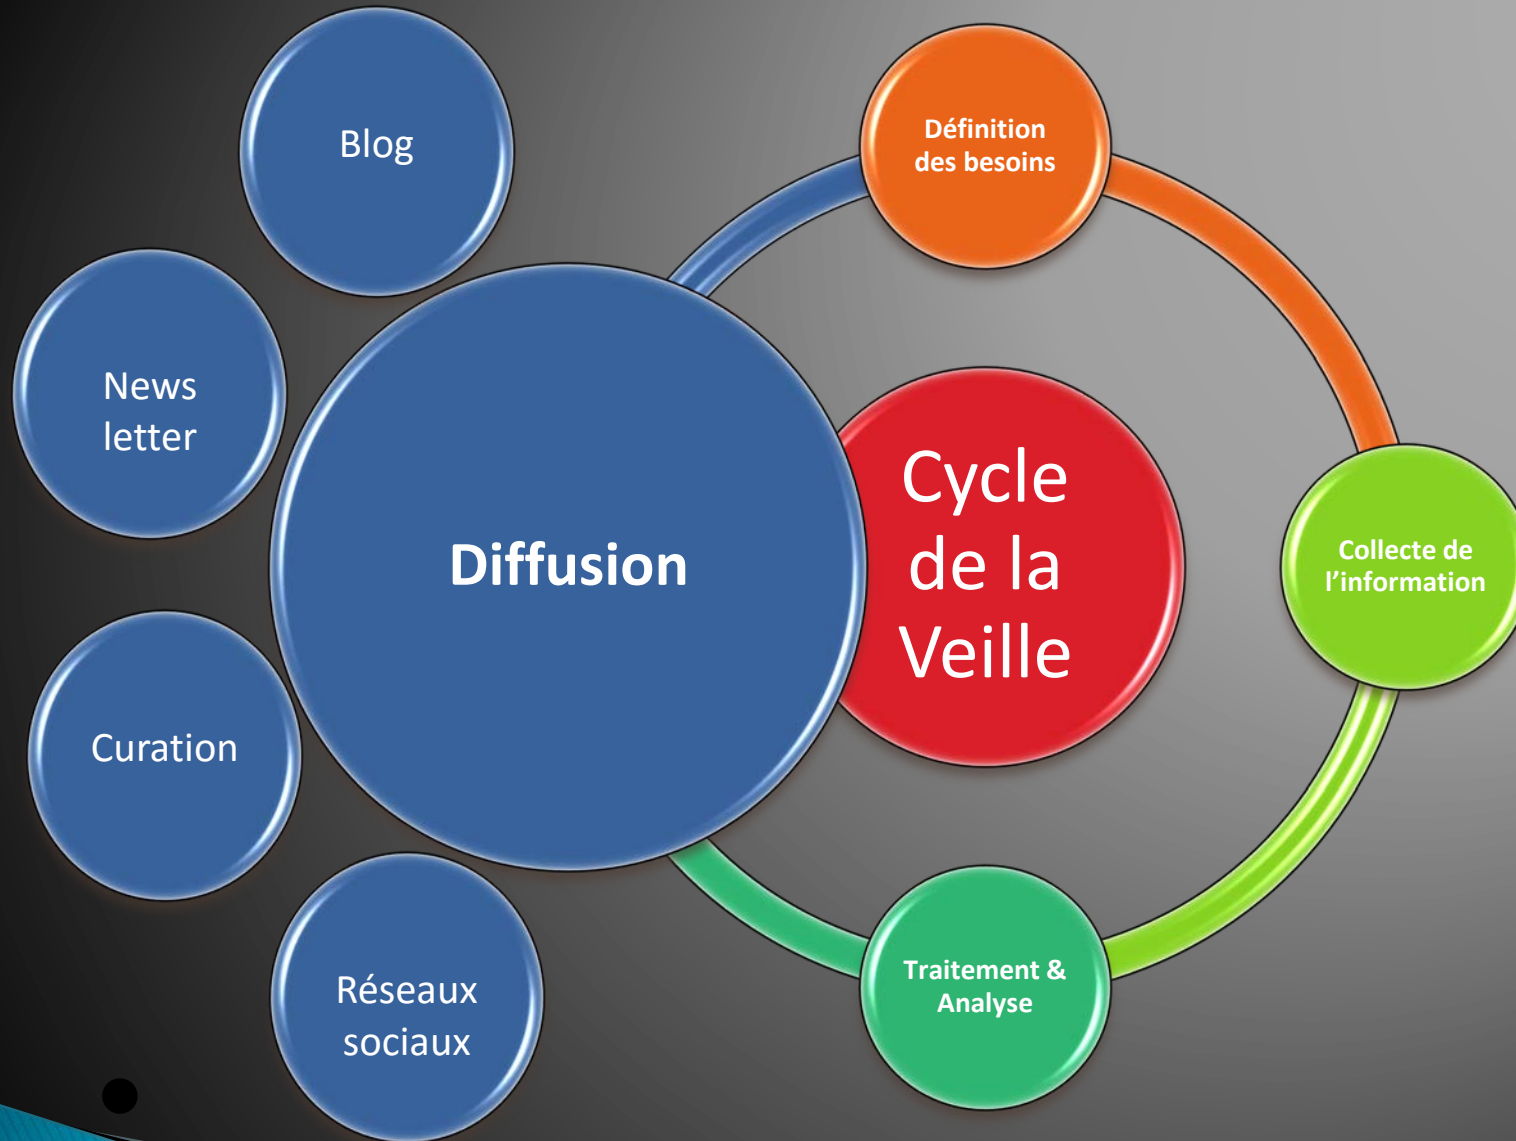 Blog
News
letter
Curation
Réseaux
sociaux
Diffusion
Cycle
de la
Veille
Définition
des besoins
Collecte de
l’information
Traitement &
Analyse